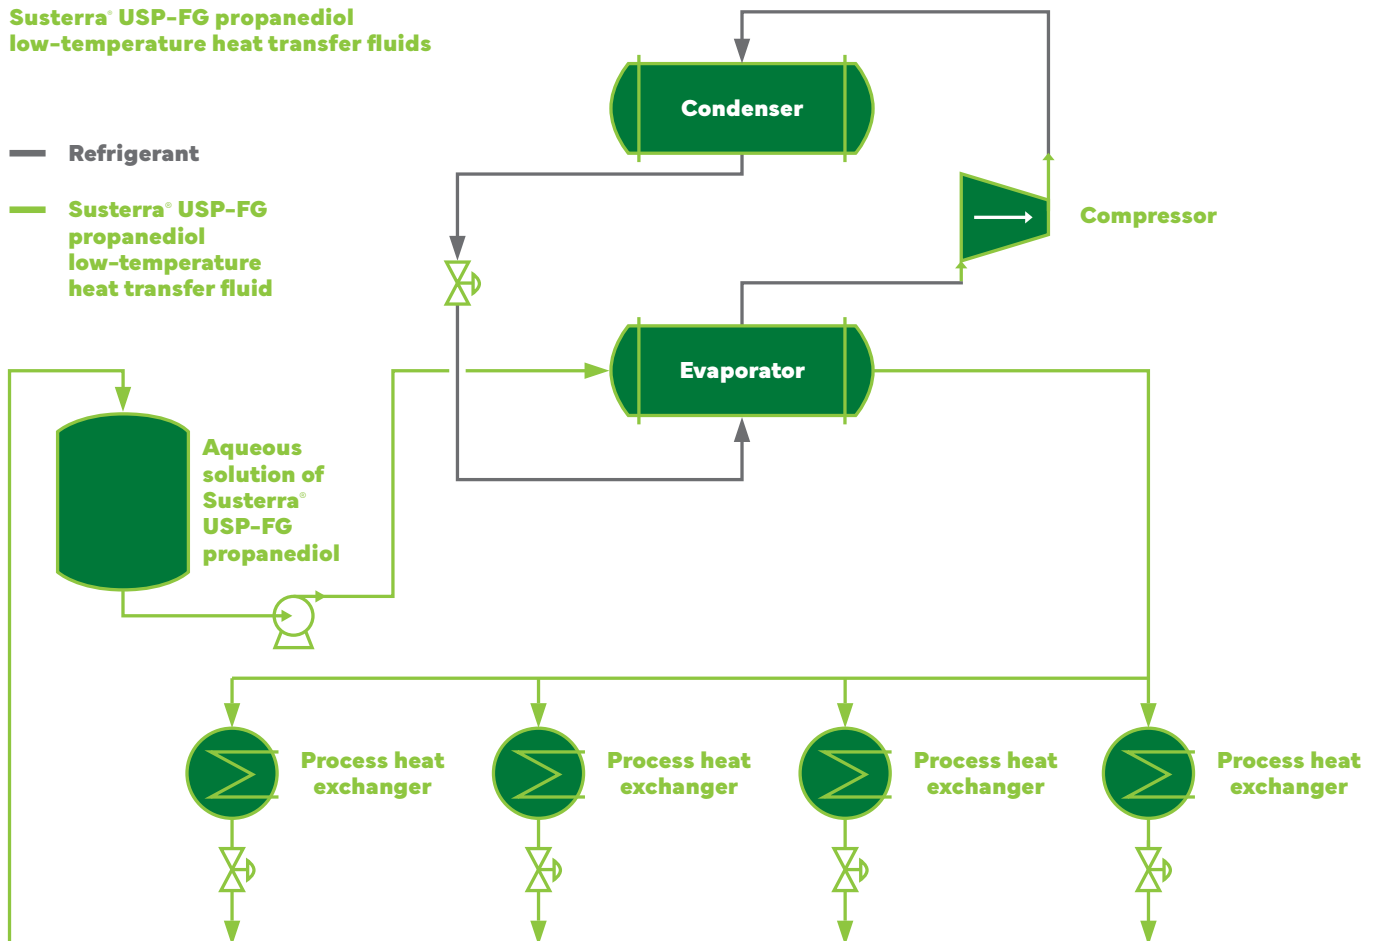 Susterra® USP-FG propanediol
low-temperature heat transfer fluids
Condenser
Refrigerant
Susterra® USP-FG
propanediol
low-temperature
heat transfer fluid
Compressor
Evaporator
Aqueous
solution of
Susterra®
USP-FG
propanediol
Process heat
exchanger
Process heat
exchanger
Process heat
exchanger
Process heat
exchanger